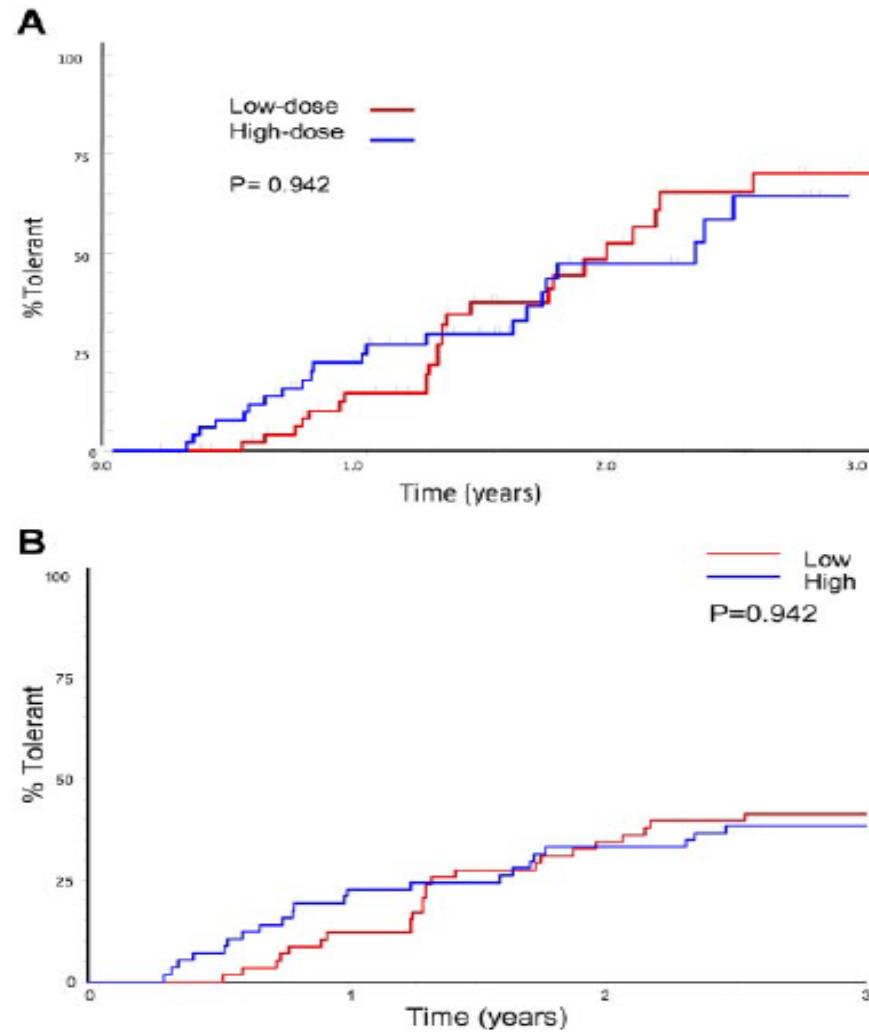 A
100
Low-dose
High-dose
75
P= 0.942
50
%Tolerant
25
0
0.0
1.0
2.0
3.0
Time (years)
B
Low
High
P=0.942
100
75
% Tolerant
50
25
0
0
1
2
3
Time (years)